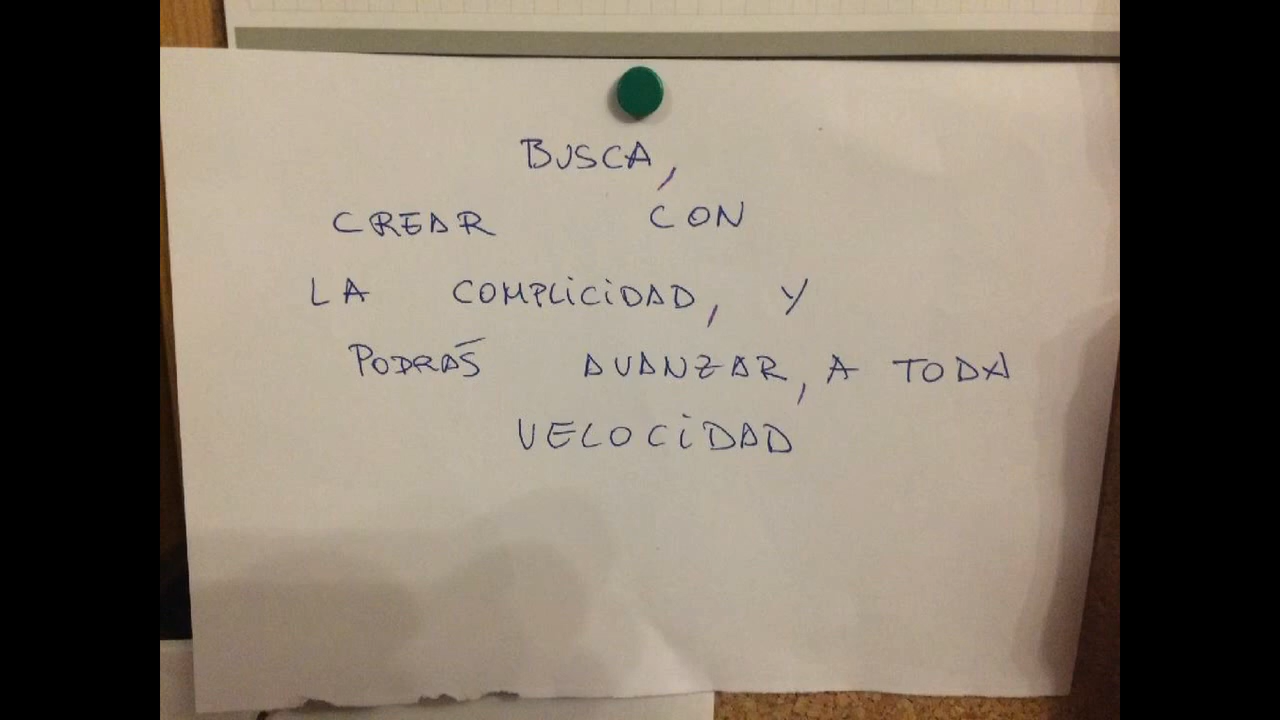 BUSCA,
CREAR CON
LA COMPLICIDAD, Y
PODRÁS AVANZAR, A TODA
VELOCIDAD